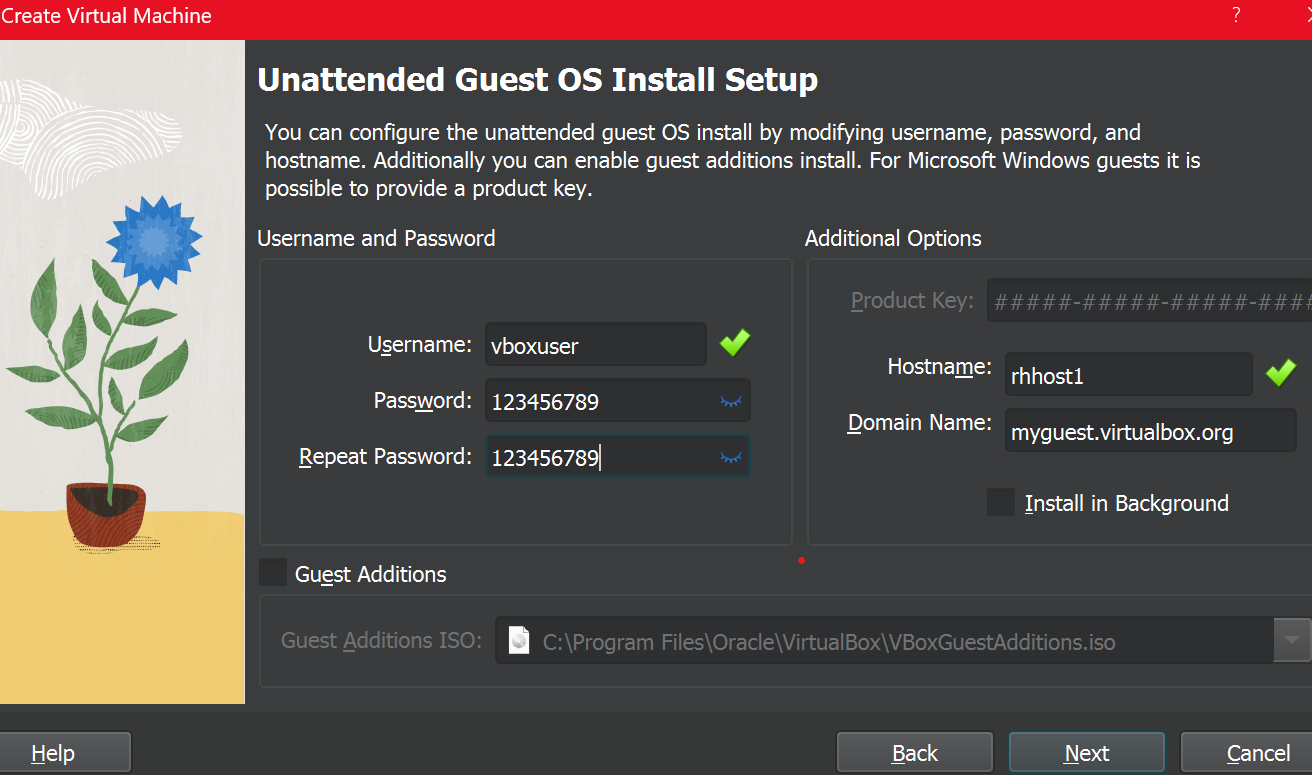 Create Virtual Machine
?
Unattended Guest OS Install Setup
You can configure the unattended guest OS install by modifying username, password, and
hostname. Additionally you can enable guest additions install. For Microsoft Windows guests it is
possible to provide a product key.
Username and Password
Username: vboxuser
Password: 123456789
Repeat Password: 123456789
Additional Options
Product Key: #####-#####-#####-####
Hostname: rhhost1
Domain Name: myguest.virtualbox.org
Install in Background
Guest Additions
Guest Additions ISO: C:\Program Files\Oracle\VirtualBox\VBoxGuestAdditions.iso
Help
Back
Next
Cancel